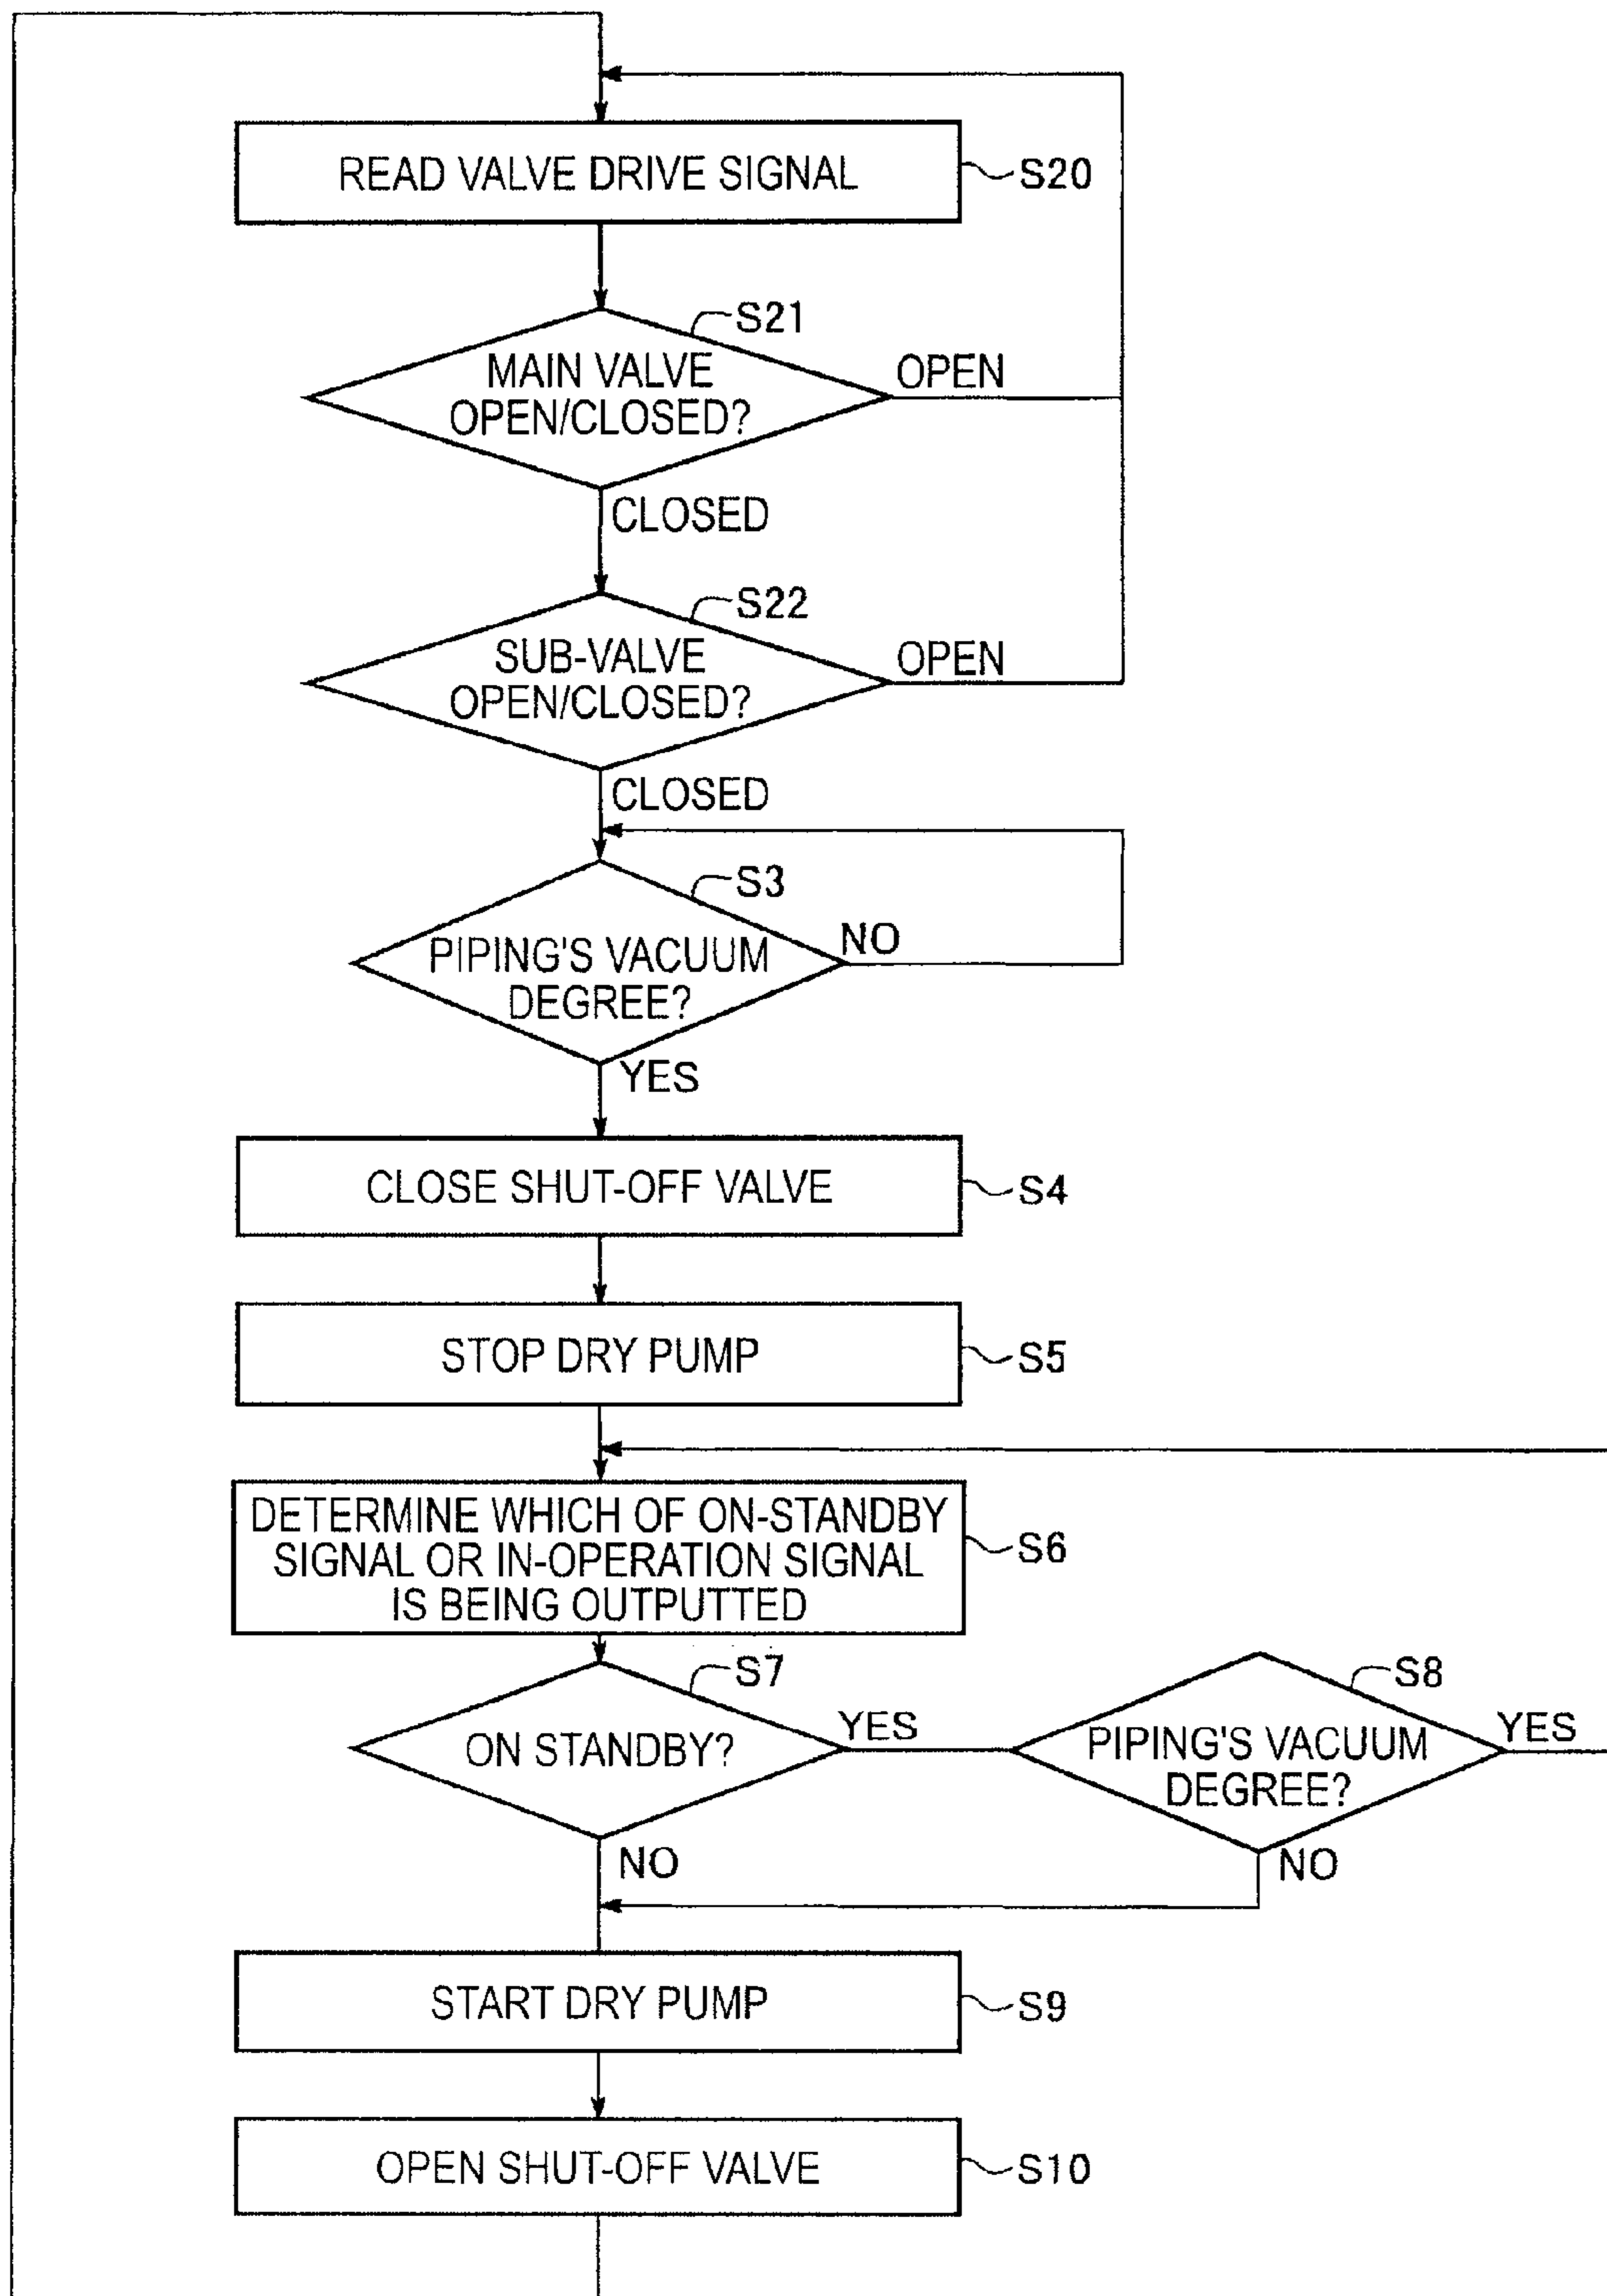 READ VALVE DRIVE SIGNAL
S20
S21
MAIN VALVE
OPEN/CLOSED?
OPEN
CLOSED
S22
SUB-VALVE
OPEN/CLOSED?
OPEN
CLOSED
S3
PIPING'S VACUUM
DEGREE?
NO
YES
CLOSE SHUT-OFF VALVE
S4
STOP DRY PUMP
S5
DETERMINE WHICH OF ON-STANDBY
SIGNAL OR IN-OPERATION SIGNAL
IS BEING OUTPUTTED
S6
S7
ON STANDBY?
YES
NO
S8
PIPING'S VACUUM
DEGREE?
YES
NO
START DRY PUMP
S9
OPEN SHUT-OFF VALVE
S10